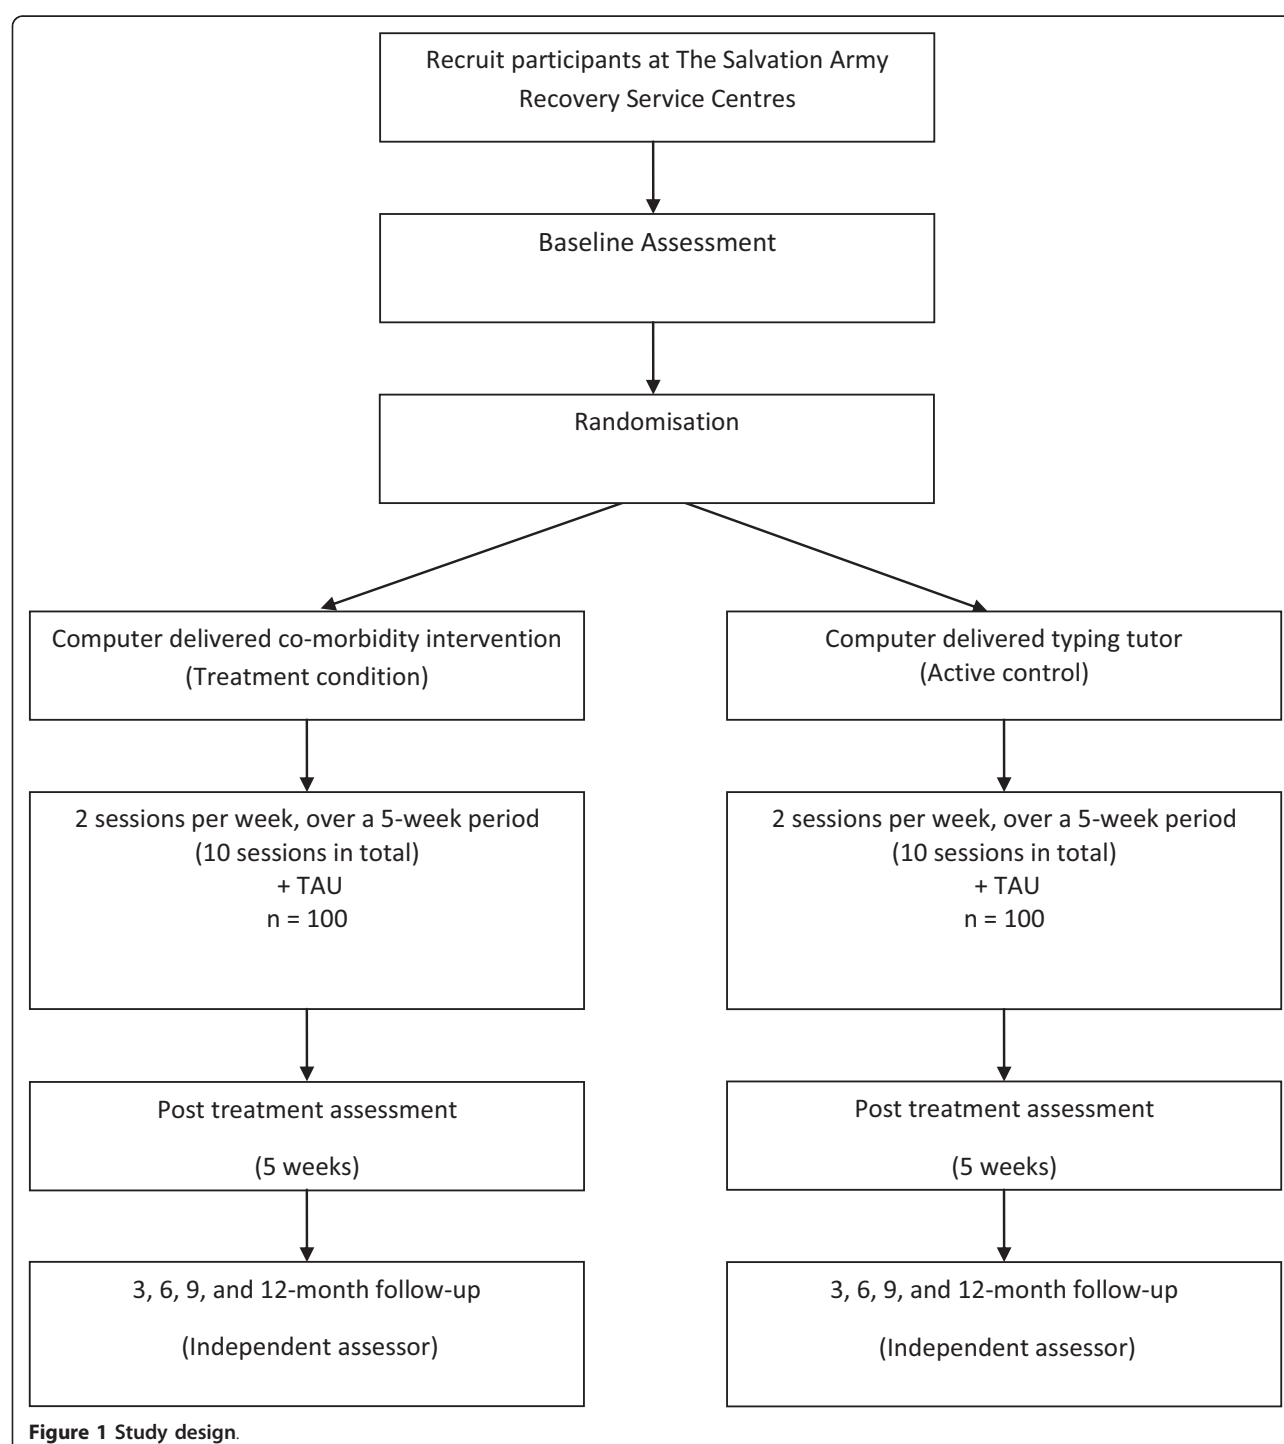 Recruit participants at The Salvation Army
Recovery Service Centres
Baseline Assessment
Randomisation
Computer delivered co-morbidity intervention
(Treatment condition)
Computer delivered typing tutor
(Active control)
2 sessions per week, over a 5-week period
(10 sessions in total)
+ TAU
n = 100
2 sessions per week, over a 5-week period
(10 sessions in total)
+ TAU
n = 100
Post treatment assessment
(5 weeks)
Post treatment assessment
(5 weeks)
3, 6, 9, and 12-month follow-up
(Independent assessor)
3, 6, 9, and 12-month follow-up
(Independent assessor)
Figure 1 Study design.